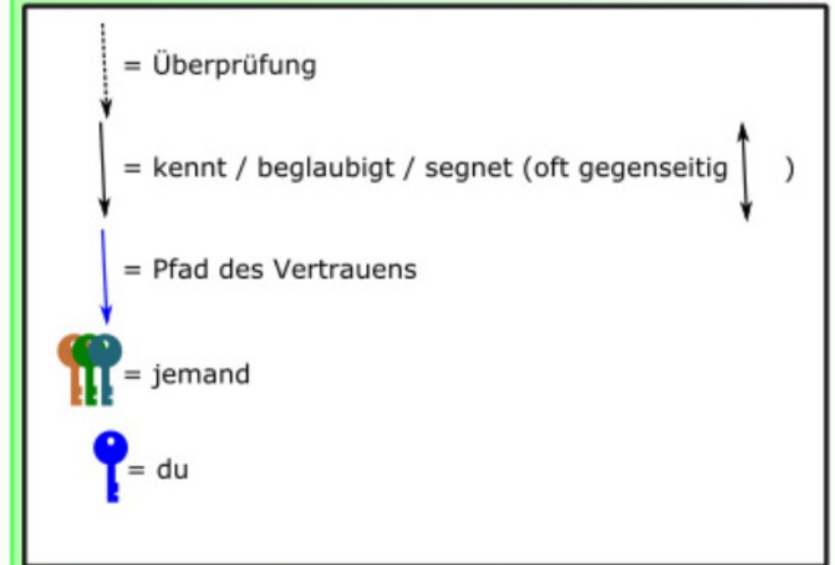 = Überprüfung
= kennt / beglaubigt / segnet (oft gegenseitig )
= Pfad des Vertrauens
= jemand
= du